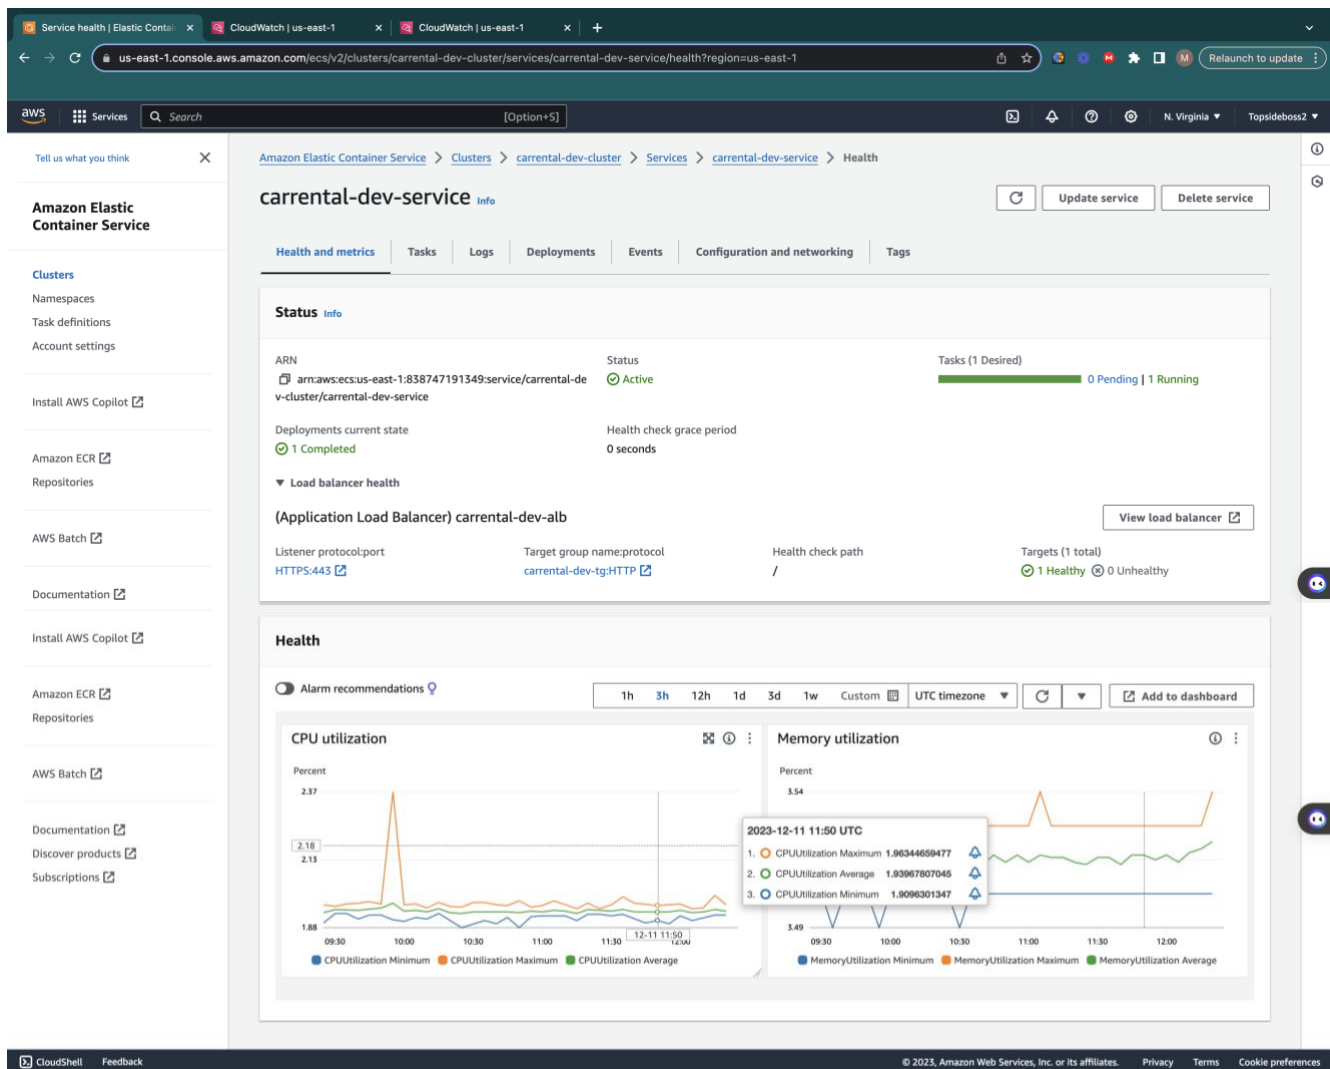 Service health | Elastic Contai
CloudWatch | us-east-1
CloudWatch | us-east-1
us-east-1.console.aws.amazon.com/ecs/v2/clusters/carrental-dev-cluster/services/carrental-dev-service/health?region=us-east-1
M
Relaunch to update
aws
Services
Search
[Option+S]
N. Virginia
Topsideboss2
Tell us what you think
Amazon Elastic
Container Service
Clusters
Namespaces
Task definitions
Account settings
Install AWS Copilot
Amazon ECR
Repositories
AWS Batch
Documentation
Install AWS Copilot
Amazon ECR
Repositories
AWS Batch
Documentation
Discover products
Subscriptions
Amazon Elastic Container Service > Clusters > carrental-dev-cluster > Services > carrental-dev-service > Health
carrental-dev-service Info
Update service
Delete service
Health and metrics
Tasks
Logs
Deployments
Events
Configuration and networking
Tags
Status Info
ARN
arn:aws:ecs:us-east-1:838747191349:service/carrental-de
v-cluster/carrental-dev-service
Status
Active
Tasks (1 Desired)
0 Pending | 1 Running
Deployments current state
1 Completed
Health check grace period
0 seconds
Load balancer health
(Application Load Balancer) carrental-dev-alb
View load balancer
Listener protocol:port
HTTPS:443
Target group name:protocol
carrental-dev-tg:HTTP
Health check path
/
Targets (1 total)
1 Healthy 0 Unhealthy
Health
Alarm recommendations
1h 3h 12h 1d 3d 1w Custom
UTC timezone
Add to dashboard
CPU utilization
Percent
2.37
2.18
2.13
1.88
09:30 10:00 10:30 11:00 11:30 12:00
12-11 11:50
CPUUtilization Minimum CPUUtilization Maximum CPUUtilization Average
Memory utilization
Percent
3.54
2023-12-11 11:50 UTC
1. CPUUtilization Maximum 1.96344659477
2. CPUUtilization Average 1.93967807045
3. CPUUtilization Minimum 1.9096301347
3.49
09:30 10:00 10:30 11:00 11:30 12:00
MemoryUtilization Minimum MemoryUtilization Maximum MemoryUtilization Average
CloudShell
Feedback
© 2023, Amazon Web Services, Inc. or its affiliates.
Privacy
Terms
Cookie preferences